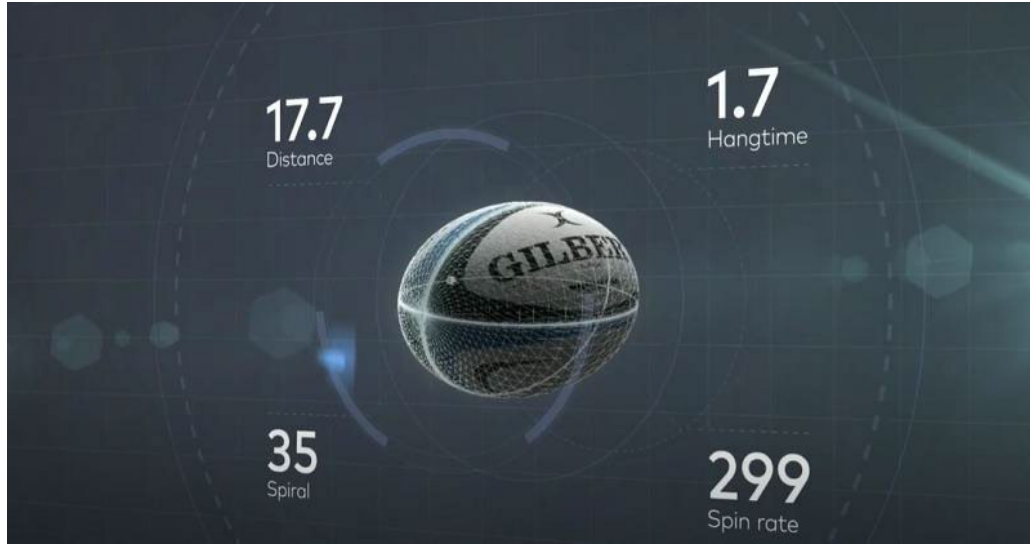 17.7
Distance
1.7
Hangtime
GILBER
35
Spiral
299
Spin rate